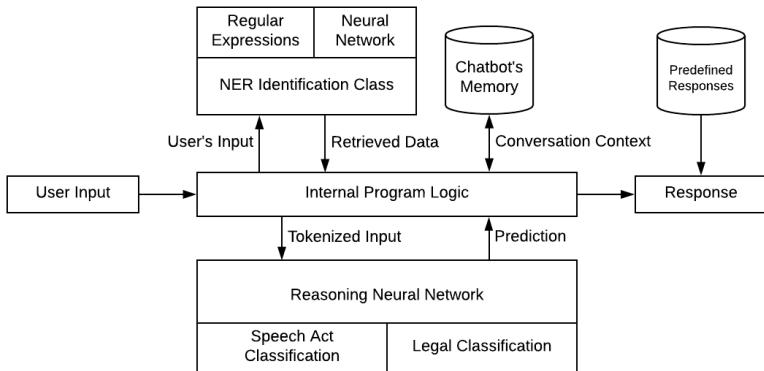 Regular
Expressions
Neural
Network
NER Identification Class
Chatbot's
Memory
Predefined
Responses
User's Input
Retrieved Data
Conversation Context
User Input
Internal Program Logic
Response
Tokenized Input
Prediction
Reasoning Neural Network
Speech Act
Classification
Legal Classification